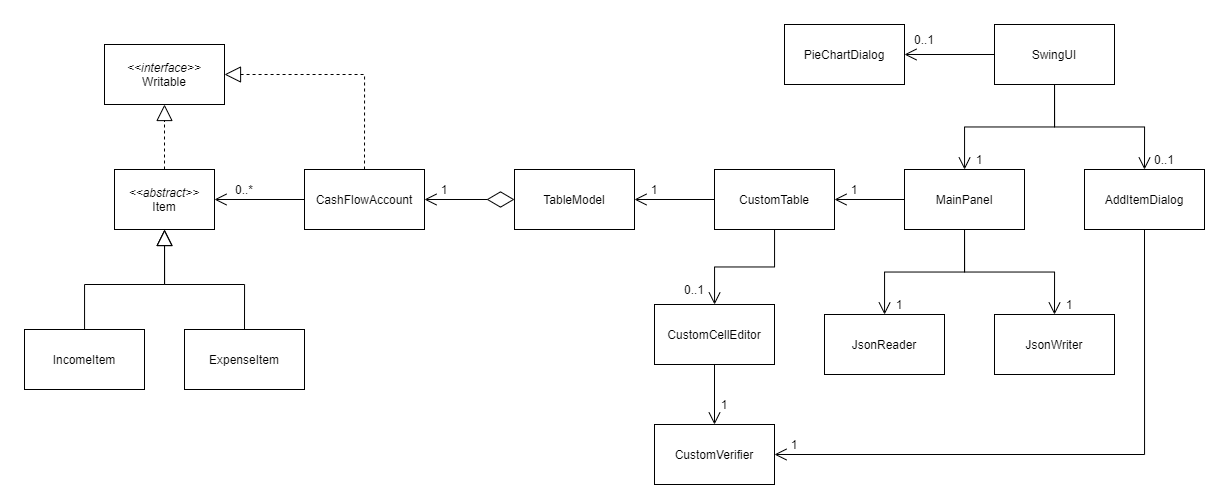 PieChartDialog
0..1
SwingUI
<<interface>>
Writable
1
0..1
<<abstract>>
Item
0..*
CashFlowAccount
1
TableModel
1
CustomTable
1
MainPanel
AddItemDialog
0..1
CustomCellEditor
1
JsonReader
1
JsonWriter
IncomeItem
ExpenseItem
1
CustomVerifier
1